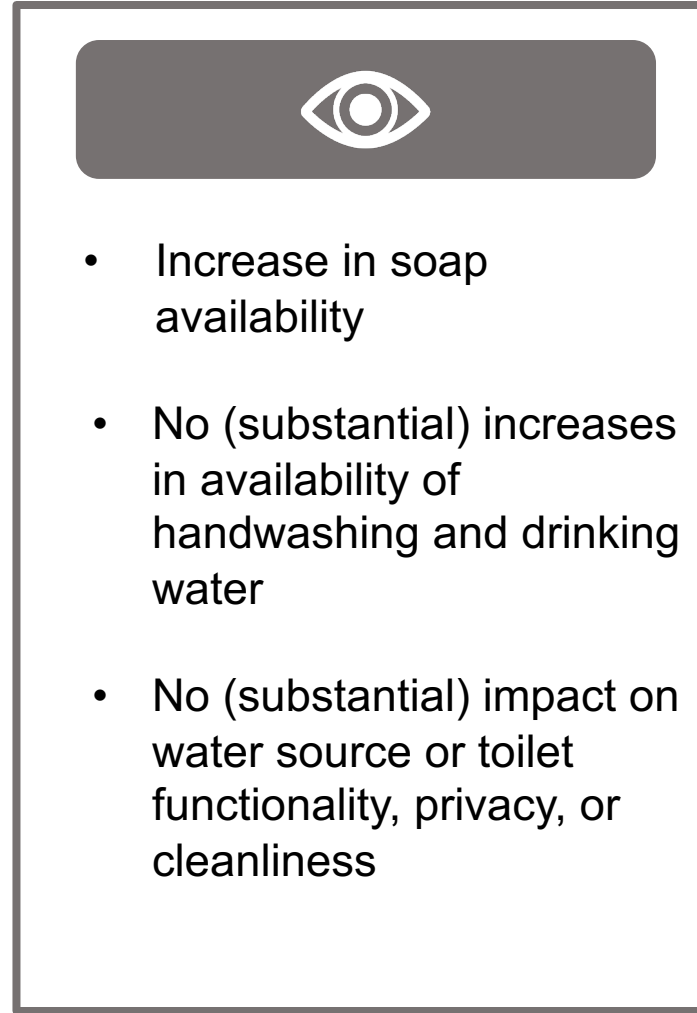 • Increase in soap
availability
• No (substantial) increases
in availability of
handwashing and drinking
water
• No (substantial) impact on
water source or toilet
functionality, privacy, or
cleanliness